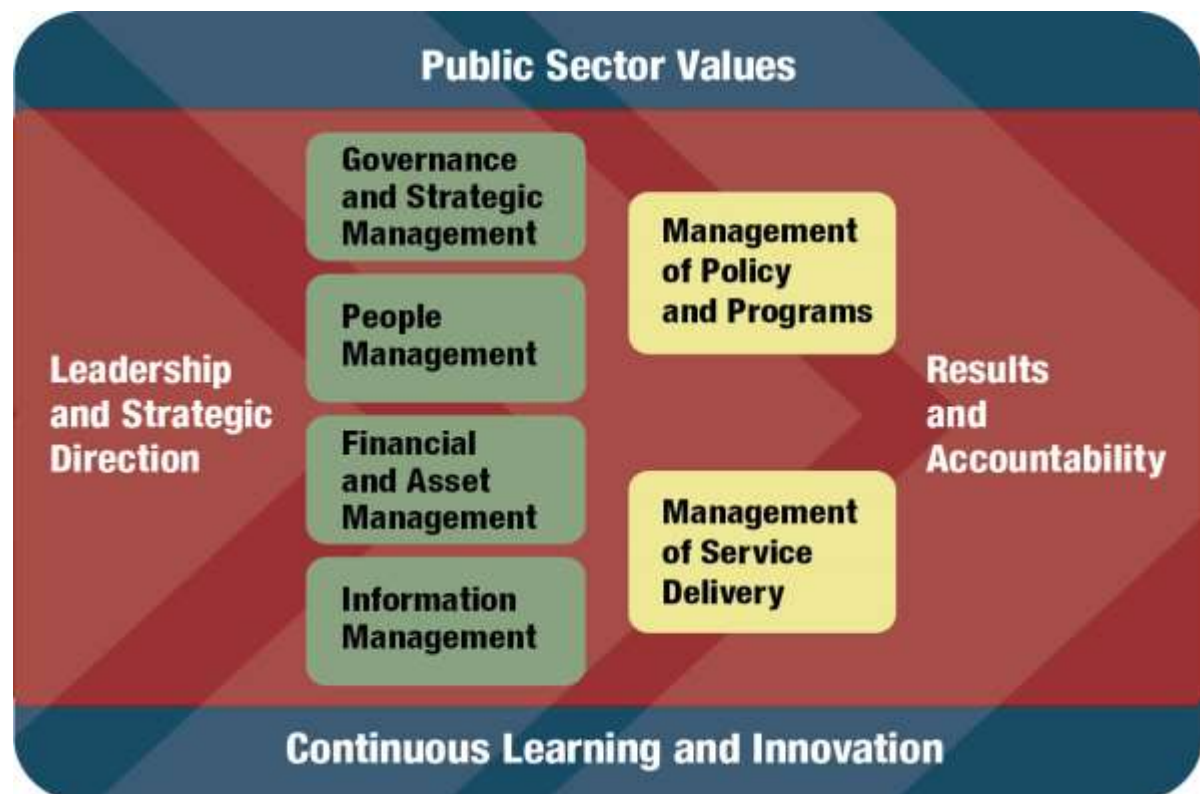 Public Sector Values
Leadership
and Strategic
Direction
Governance
and Strategic
Management
People
Management
Financial
and Asset
Management
Information
Management
Management
of Policy
and Programs
Management
of Service
Delivery
Results
and
Accountability
Continuous Learning and Innovation